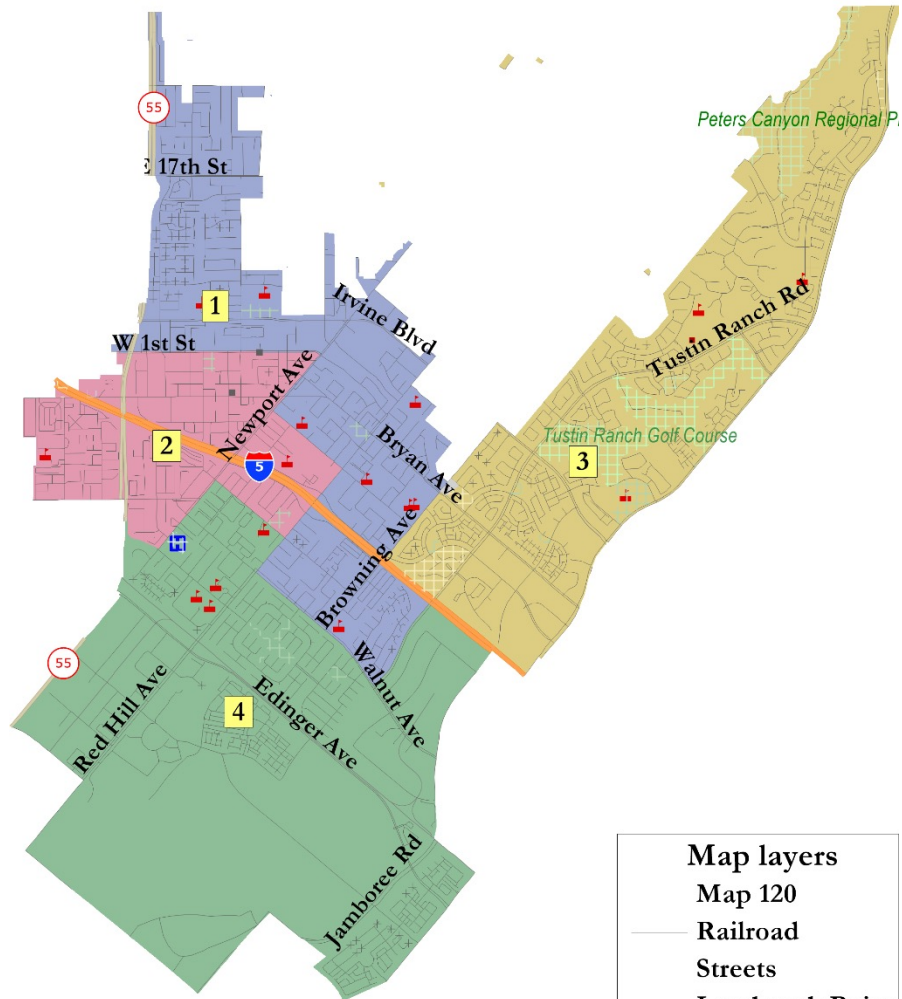 55
Peters Canyon Regional P
E 17th St
Irvine Blvd
1
Tustin Ranch Rd
W 1st St
Newport Ave
2
Bryan Ave
Tustin Ranch Golf Course
3
5
Browning Ave
H
55
Walnut Ave
Edinger Ave
Red Hill Ave
4
Jamboree Rd
Map layers
Map 120
Railroad
Streets